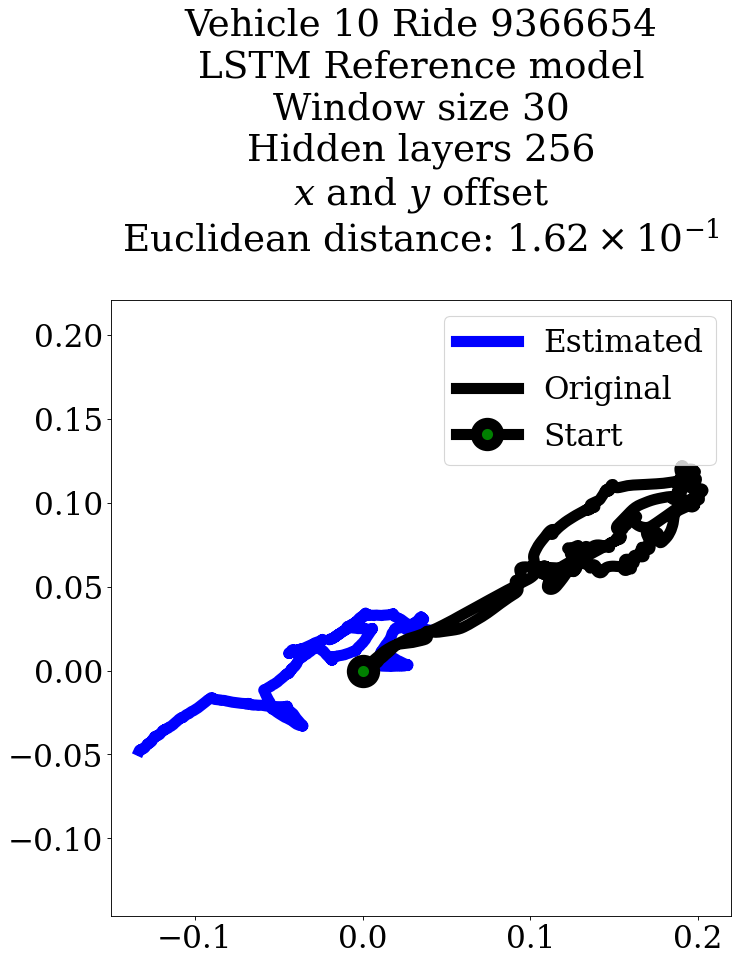 Vehicle 10 Ride 9366654
LSTM Reference model
Window size 30
Hidden layers 256
x and y offset
Euclidean distance: 1.62 × 10⁻¹
Estimated
Original
Start
0.20
0.15
0.10
0.05
0.00
−0.05
−0.10
−0.1 0.0 0.1 0.2